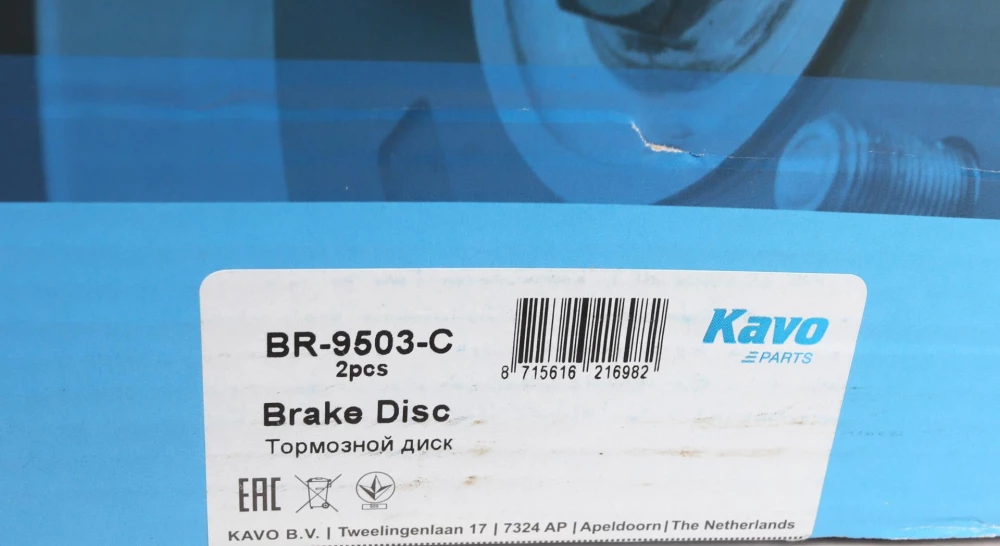 BR-9503-C
2pcs
8 715616 216982
Kavo
PARTS
Brake Disc
Тормозной диск
EAC
KAVO B.V. | Tweelingenlaan 17 | 7324 AP | Apeldoorn | The Netherlands